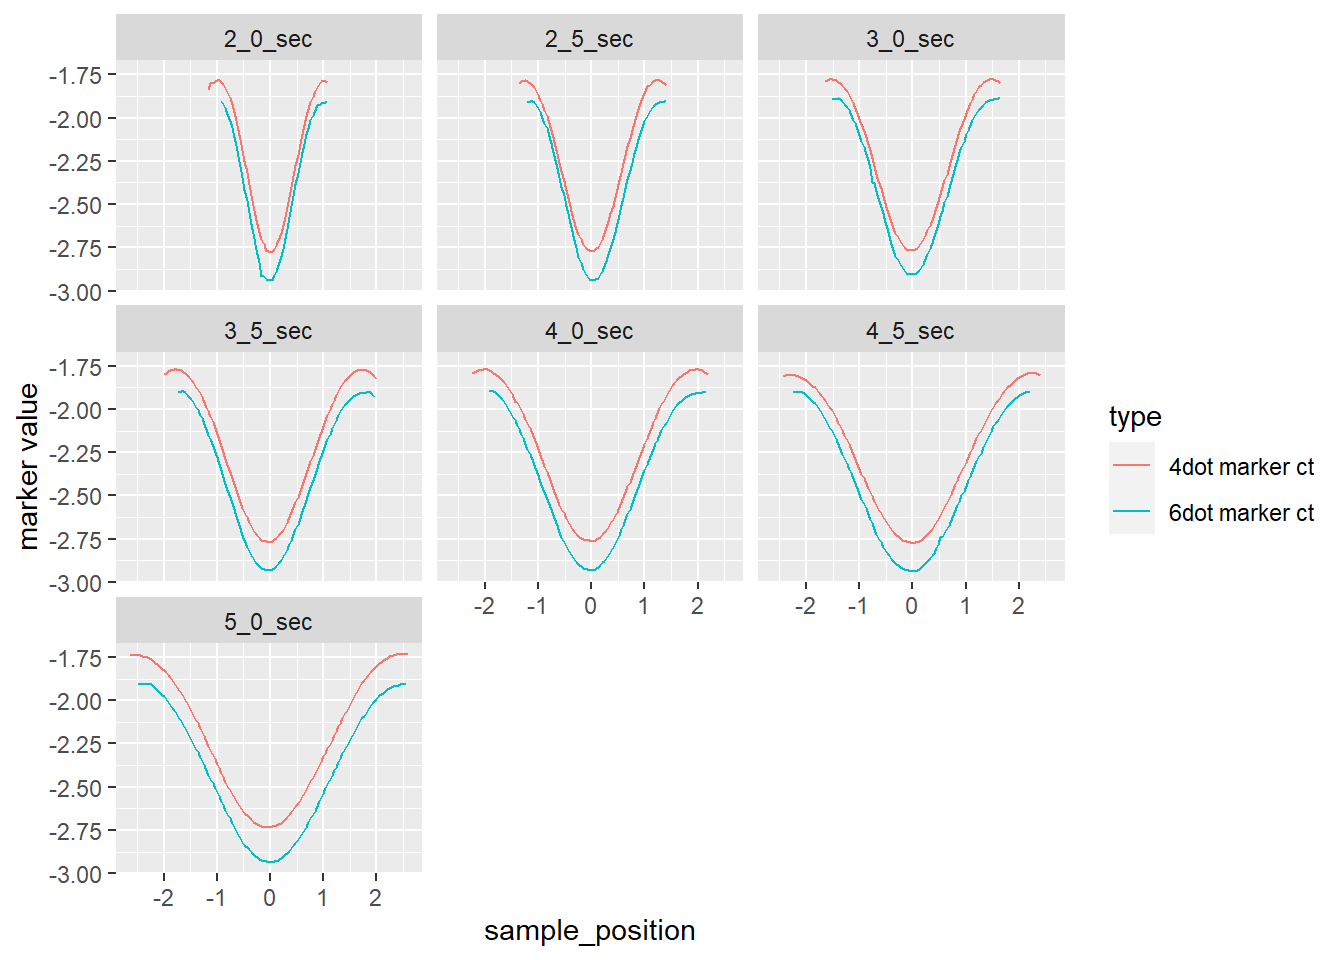 2_0_sec
2_5_sec
3_0_sec
-1.75
-2.00
-2.25
-2.50
-2.75
-3.00
3_5_sec
4_0_sec
4_5_sec
-1.75
-2.00
-2.25
-2.50
-2.75
-3.00
-2 -1 0 1 2
-2 -1 0 1 2
5_0_sec
-1.75
-2.00
-2.25
-2.50
-2.75
-3.00
-2 -1 0 1 2
sample_position
marker value
type
4dot marker ct
6dot marker ct